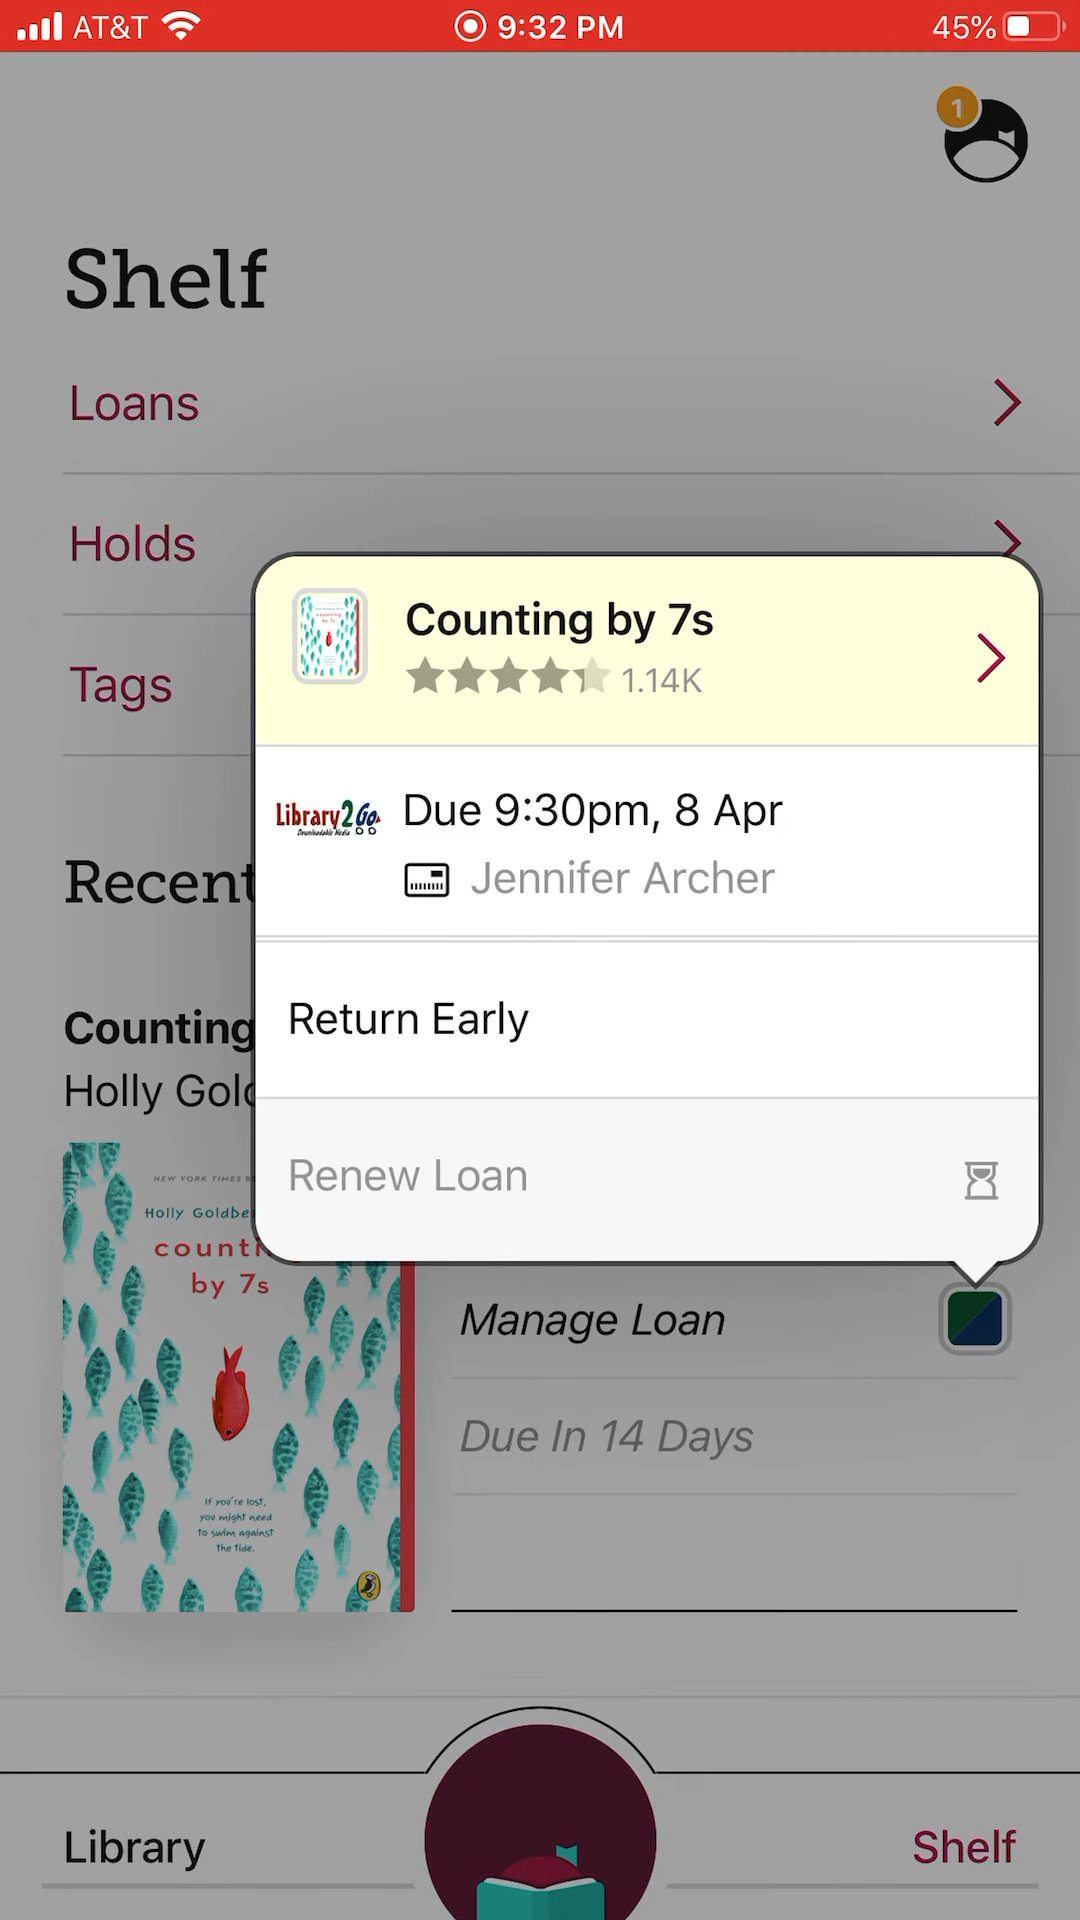 AT&T 9:32 PM 45%
1
Shelf
Loans
Holds
Tags
Counting by 7s
1.14K
Library2Go
Downloadable Media
Due 9:30pm, 8 Apr
Jennifer Archer
Return Early
Renew Loan
Recent
Counting
Holly Gold
NEW YORK TIMES B
Holly Goldbe
counti
by 7s
If you're lost,
you might need
to swim against
the tide.
Manage Loan
Due In 14 Days
Library
Shelf